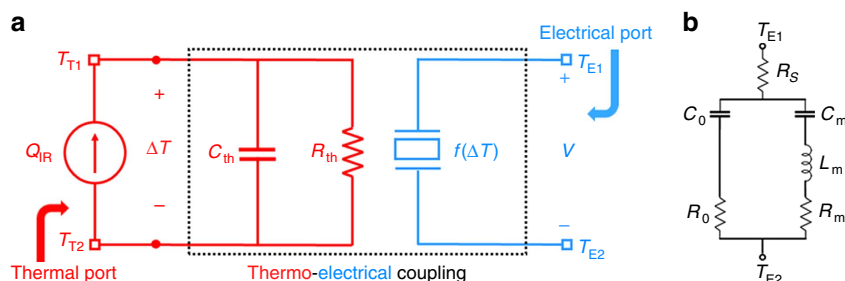 a
b
Electrical port
T_T1
T_E1
T_E1
+
+
R_S
C_0
C_m
Q_IR
ΔT
C_th
R_th
f(ΔT)
V
L_m
R_0
R_m
−
−
T_T2
T_E2
Thermal port
Thermo-electrical coupling
T_E2